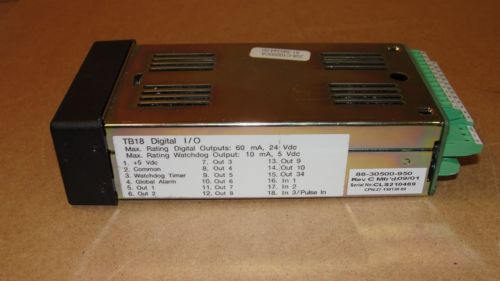 TB18 Digital I/O
Max. Rating Digital Outputs: 60 mA, 24 Vdc
Max. Rating Watchdog Output: 10 mA, 5 Vdc
1. +5 Vdc
2. Common
3. Watchdog Timer
4. Global Alarm
5. Out 1
6. Out 2
7. Out 3
8. Out 4
9. Out 5
10. Out 6
11. Out 7
12. Out 8
13. Out 9
14. Out 10
15. Out 34
16. In 1
17. In 2
18. In 3/Pulse In
88-30500-950
Rev. C Mfr'd:09/01
Serial No: CLS210469